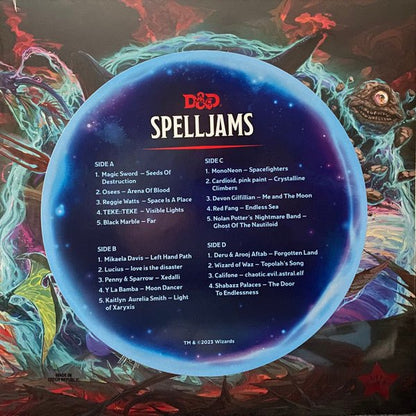 D&D
SPELLJAMS
SIDE A
1. Magic Sword – Seeds Of
Destruction
2. Osees – Arena Of Blood
3. Reggie Watts – Space Is A Place
4. TEKE::TEKE – Visible Lights
5. Black Marble – Far
SIDE B
1. Mikaela Davis – Left Hand Path
2. Lucius – love is the disaster
3. Penny & Sparrow – Xedalli
4. Y La Bamba – Moon Dancer
5. Kaitlyn Aurelia Smith – Light
of Xaryxis
SIDE C
1. MonoNeon – Spacefighters
2. Cardioid, pink paint – Crystalline
Climbers
3. Devon Gilfillian – Me and The Moon
4. Red Fang – Endless Sea
5. Nolan Potter's Nightmare Band –
Ghost Of The Nautiloid
SIDE D
1. Deru & Arooj Aftab – Forgotten Land
2. Wizard of Waz – Topolah's Song
3. Califone – chaotic.evil.astral.elf
4. Shabazz Palaces – The Door
To Endlessness
TM & ©2023 Wizards
MADE IN
CZECH REPUBLIC